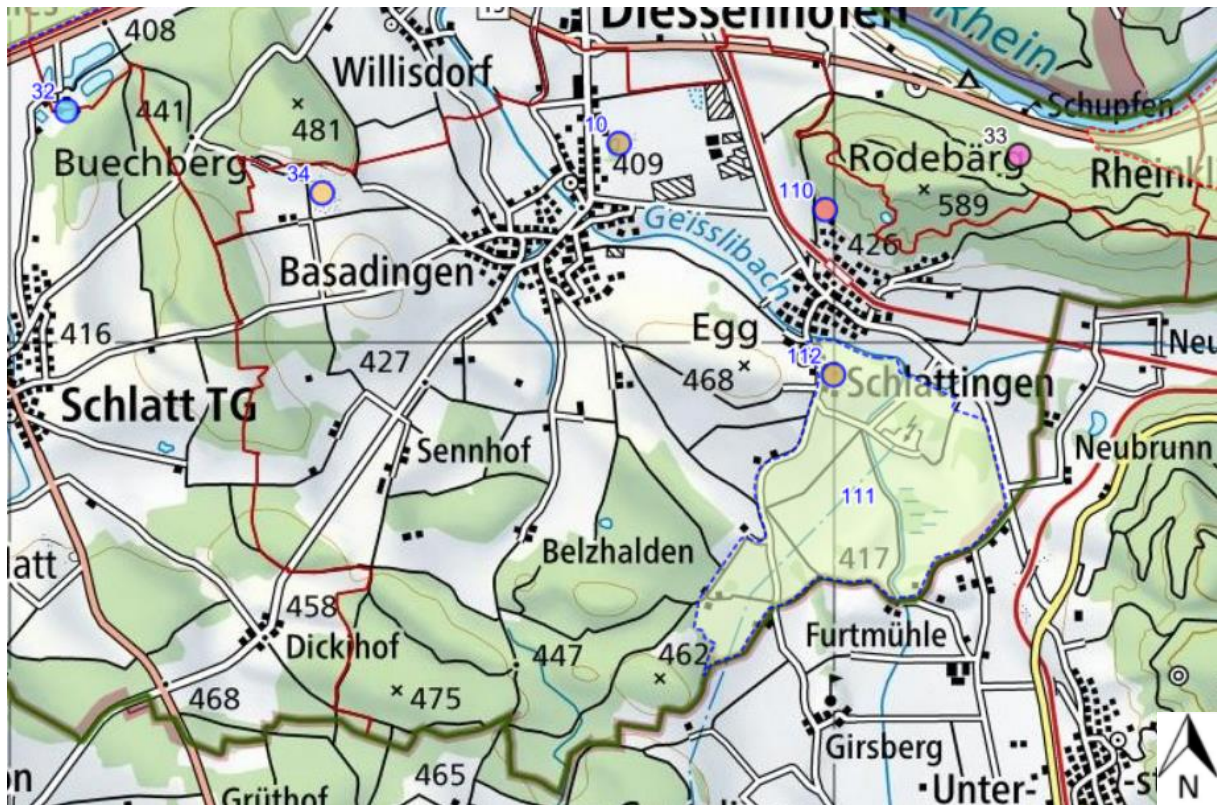 408
Diessenhofen
Rhein
32
441
Willisdorf
481
10
409
Schupfen
33
Rodebärg
Buechberg
34
110
589
Geisslibach
426
Basadingen
416
Egg
427
468
112
Schlattingen
Schlatt TG
Sennhof
Neubrunn
111
Belzhalden
417
458
Dickihof
447
462
Furtmühle
468
475
Girsberg
465
Grüthof
Unter-
N